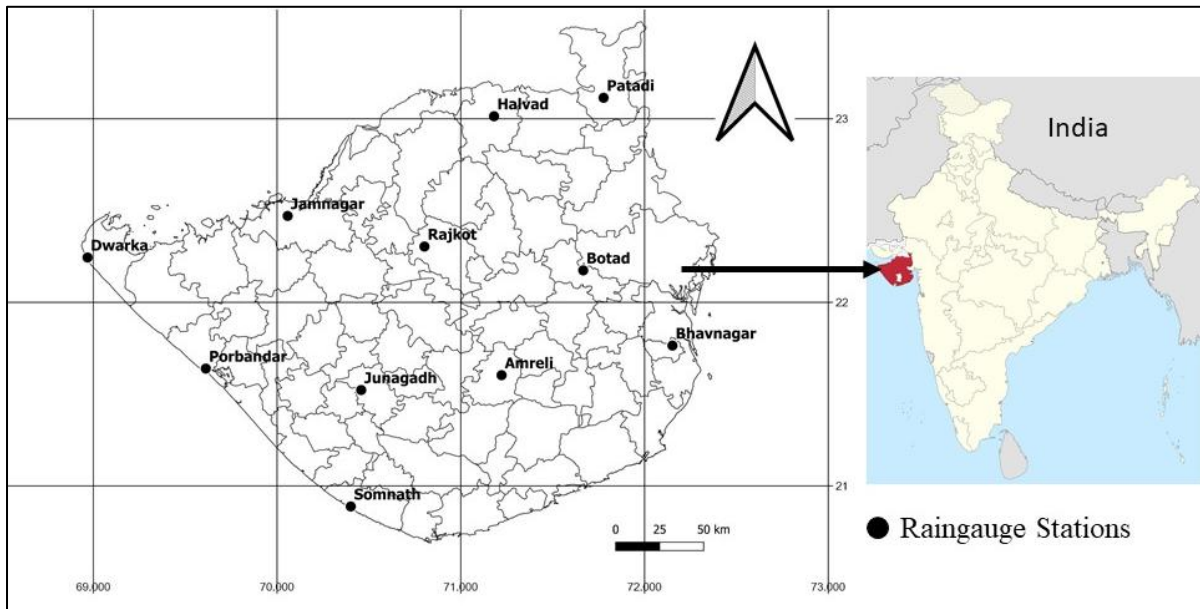 Patadi
Halvad
23
India
Jamnagar
Dwarka
Rajkot
Botad
22
Bhavnagar
Porbandar
Amreli
Junagadh
21
Somnath
0 25 50 km
Raingauge Stations
69.000 70.000 71.000 72.000 73.000